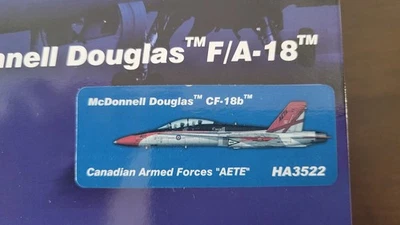 nnell Douglas™ F/A-18™
McDonnell Douglas™ CF-18b™
Canadian Armed Forces "AETE" HA3522